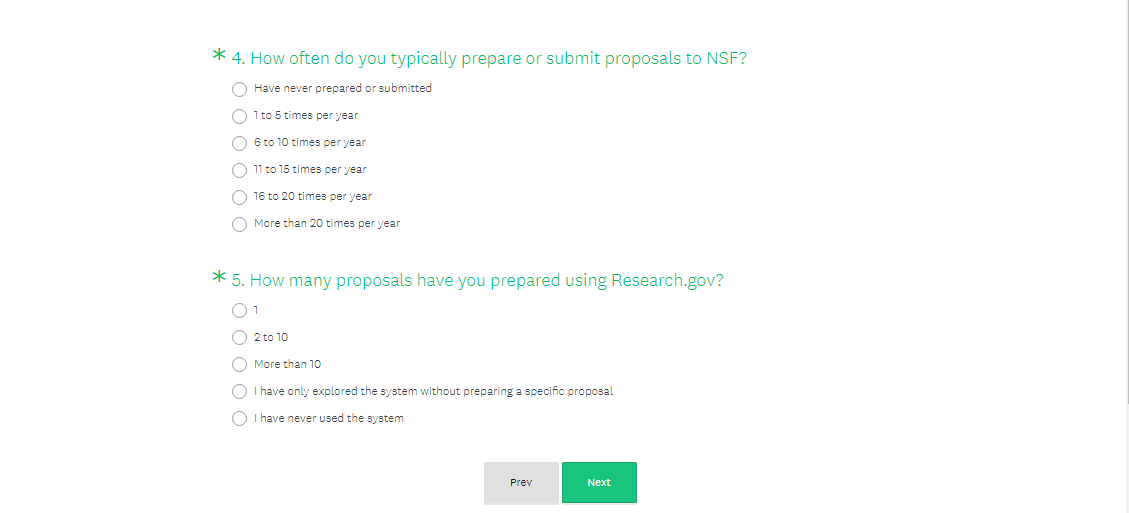 * 4. How often do you typically prepare or submit proposals to NSF?
Have never prepared or submitted
1 to 5 times per year
6 to 10 times per year
11 to 15 times per year
16 to 20 times per year
More than 20 times per year
* 5. How many proposals have you prepared using Research.gov?
1
2 to 10
More than 10
I have only explored the system without preparing a specific proposal
I have never used the system
Prev Next